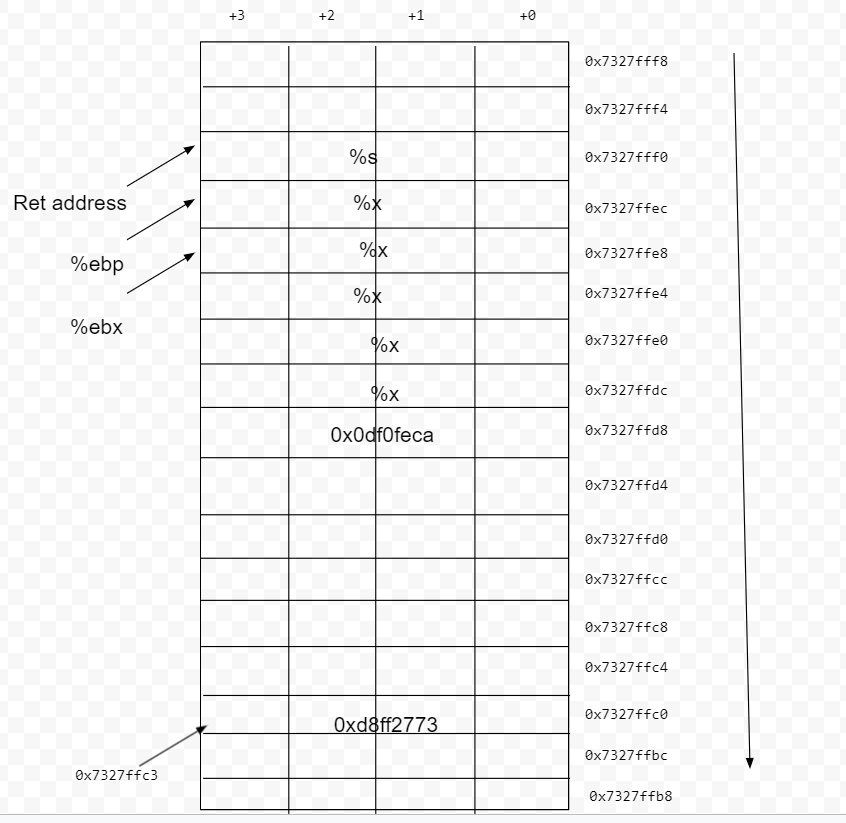 +3 +2 +1 +0
0x7327fff8
0x7327fff4
%s 0x7327fff0
Ret address %x 0x7327ffec
%x 0x7327ffe8
%ebp
%x 0x7327ffe4
%ebx
%x 0x7327ffe0
%x 0x7327ffdc
0x0df0feca 0x7327ffd8
0x7327ffd4
0x7327ffd0
0x7327ffcc
0x7327ffc8
0x7327ffc4
0xd8ff2773 0x7327ffc0
0x7327ffbc
0x7327ffc3
0x7327ffb8